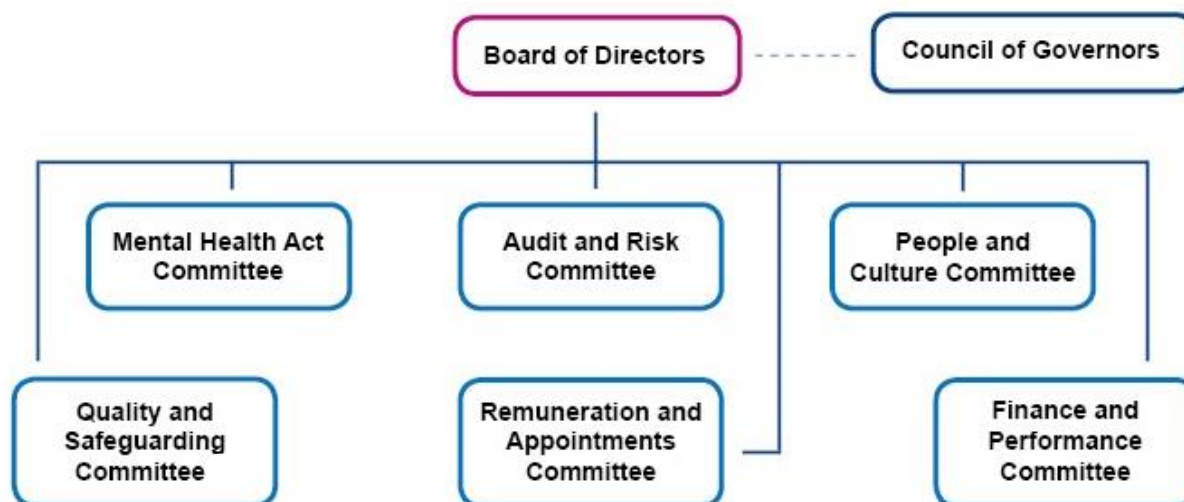 Board of Directors
Council of Governors
Mental Health Act
Committee
Audit and Risk
Committee
People and
Culture Committee
Quality and
Safeguarding
Committee
Remuneration and
Appointments
Committee
Finance and
Performance
Committee